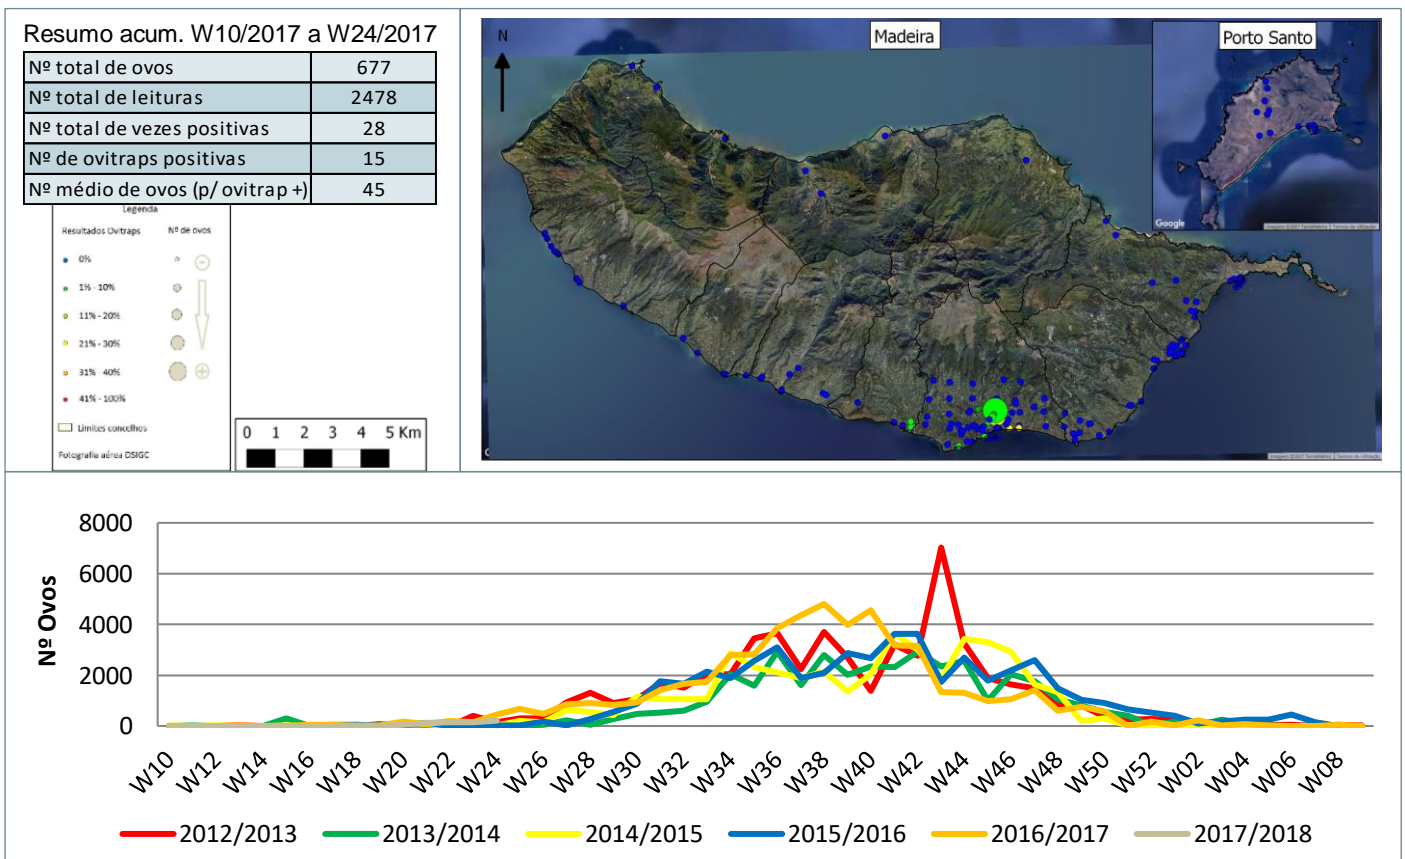 Resumo acum. W10/2017 a W24/2017
Nº total de ovos 677
Nº total de leituras 2478
Nº total de vezes positivas 28
Nº de ovitraps positivas 15
Nº médio de ovos (p/ ovitrap +) 45
Legenda
Resultados Ovitraps Nº de ovos
0%
1% - 10%
11% - 20%
21% - 30%
31% - 40%
41% - 100%
Limites concelhos
Fotografia aérea DSIGC
0 1 2 3 4 5 Km
N
Madeira
Porto Santo
Google
Nº Ovos
8000
6000
4000
2000
0
W10 W12 W14 W16 W18 W20 W22 W24 W26 W28 W30 W32 W34 W36 W38 W40 W42 W44 W46 W48 W50 W52 W02 W04 W06 W08
2012/2013 2013/2014 2014/2015 2015/2016 2016/2017 2017/2018